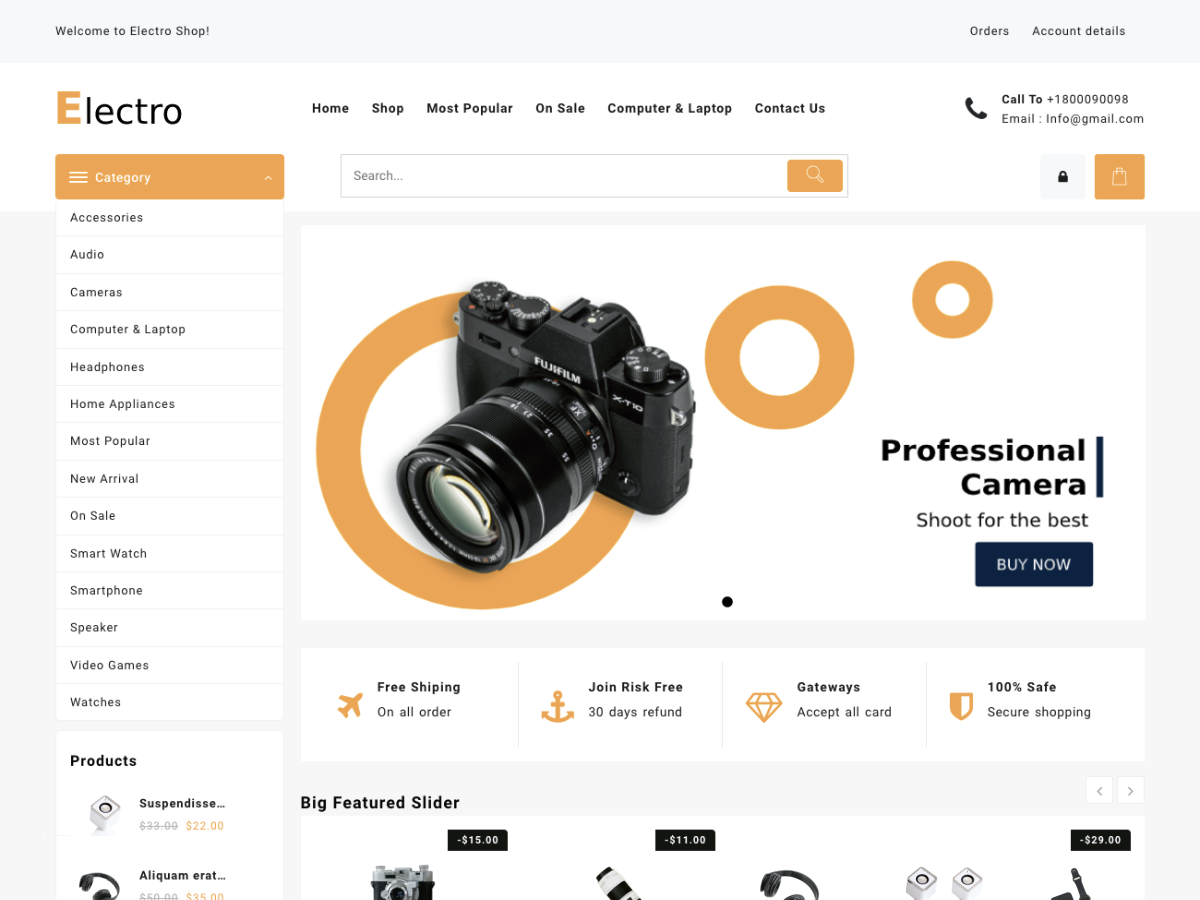 Welcome to Electro Shop!
Orders
Account details
Electro
Home
Shop
Most Popular
On Sale
Computer & Laptop
Contact Us
Call To +1800090098
Email : Info@gmail.com
Category
Search...
Accessories
Audio
Cameras
Computer & Laptop
Headphones
Home Appliances
Most Popular
New Arrival
On Sale
Smart Watch
Smartphone
Speaker
Video Games
Watches
FUJIFILM
X-T10
Professional
Camera
Shoot for the best
BUY NOW
Free Shiping
On all order
Join Risk Free
30 days refund
Gateways
Accept all card
100% Safe
Secure shopping
Products
Suspendisse...
$33.00 $22.00
Aliquam erat...
$50.00 $35.00
Big Featured Slider
-$15.00
-$11.00
-$29.00